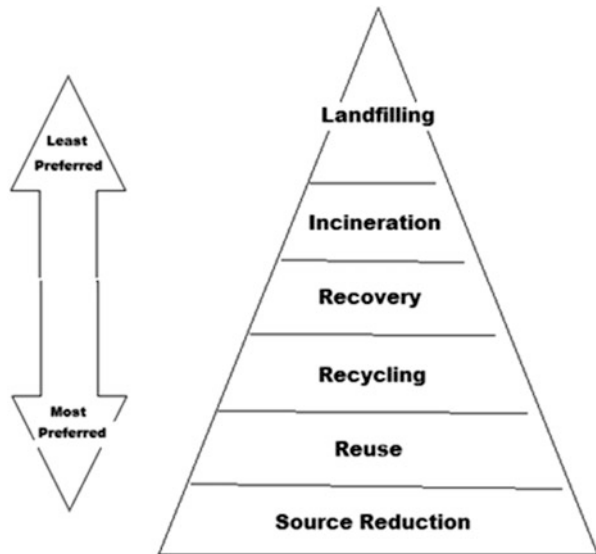 Landfilling
Least
Preferred
Incineration
Recovery
Recycling
Most
Preferred
Reuse
Source Reduction